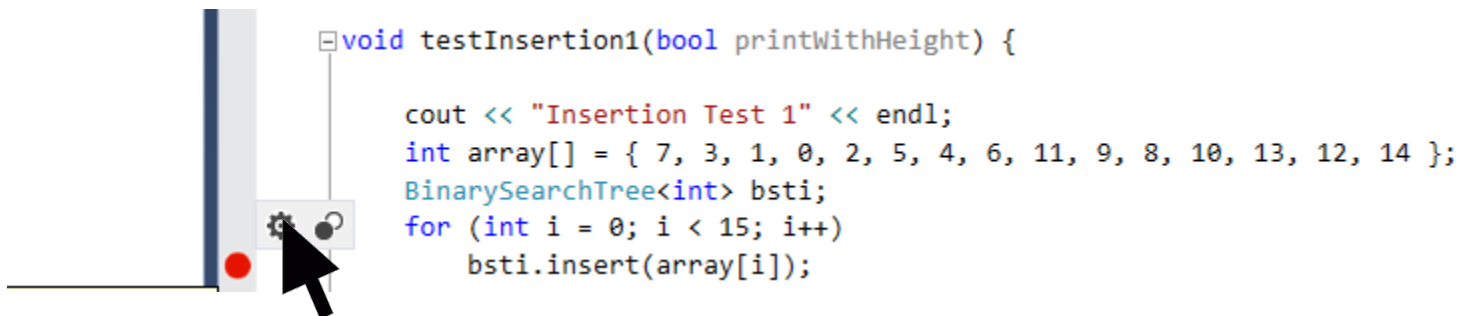 void testInsertion1(bool printWithHeight) {
cout << "Insertion Test 1" << endl;
int array[] = { 7, 3, 1, 0, 2, 5, 4, 6, 11, 9, 8, 10, 13, 12, 14 };
BinarySearchTree<int> bsti;
for (int i = 0; i < 15; i++)
bsti.insert(array[i]);